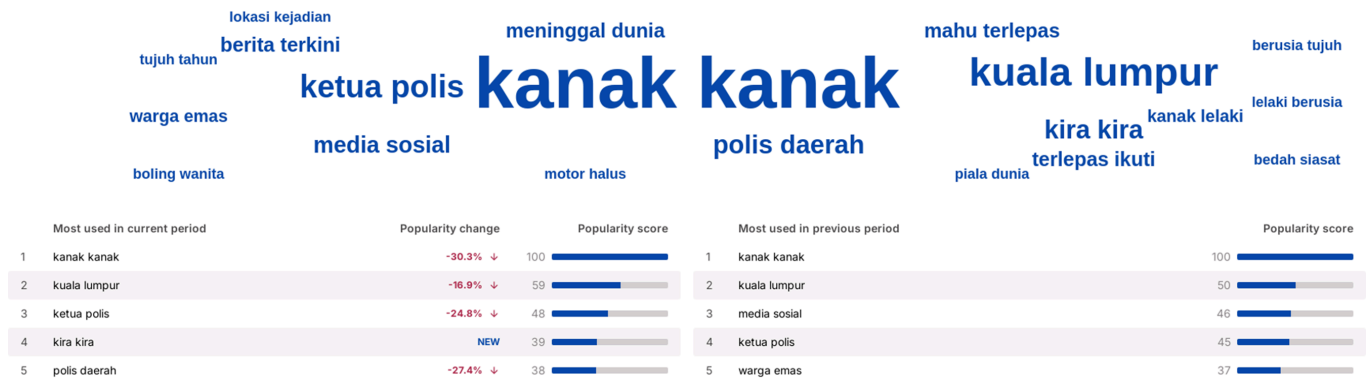 lokasi kejadian
berita terkini
tujuh tahun
ketua polis
warga emas
media sosial
boling wanita
meninggal dunia
kanak kanak
polis daerah
motor halus
mahu terlepas
berusia tujuh
kuala lumpur
lelaki berusia
kanak lelaki
kira kira
terlepas ikuti
bedah siasat
piala dunia
Most used in current period Popularity change Popularity score
1 kanak kanak -30.3% ↓ 100
2 kuala lumpur -16.9% ↓ 59
3 ketua polis -24.8% ↓ 48
4 kira kira NEW 39
5 polis daerah -27.4% ↓ 38
Most used in previous period Popularity score
1 kanak kanak 100
2 kuala lumpur 50
3 media sosial 46
4 ketua polis 45
5 warga emas 37